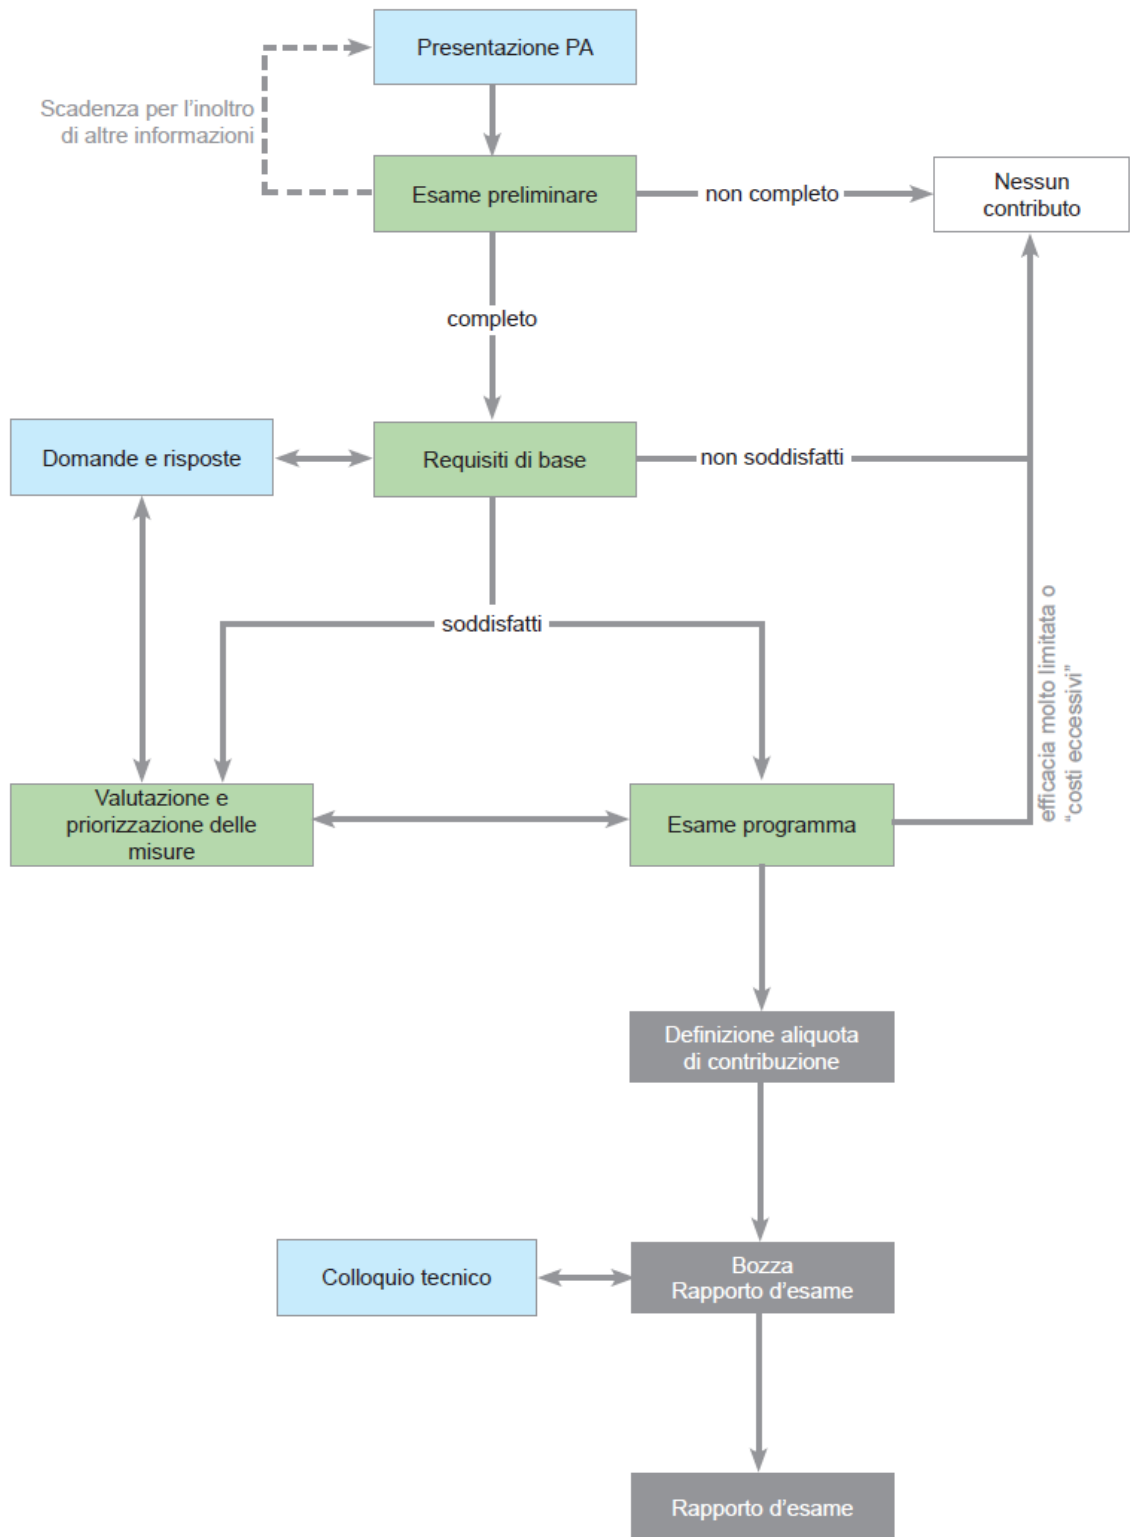 Presentazione PA
Scadenza per l'inoltro
di altre informazioni
Esame preliminare
non completo
Nessun
contributo
completo
Domande e risposte
Requisiti di base
non soddisfatti
soddisfatti
efficacia molto limitata o
“costi eccessivi”
Valutazione e
priorizzazione delle
misure
Esame programma
Definizione aliquota
di contribuzione
Colloquio tecnico
Bozza
Rapporto d'esame
Rapporto d'esame